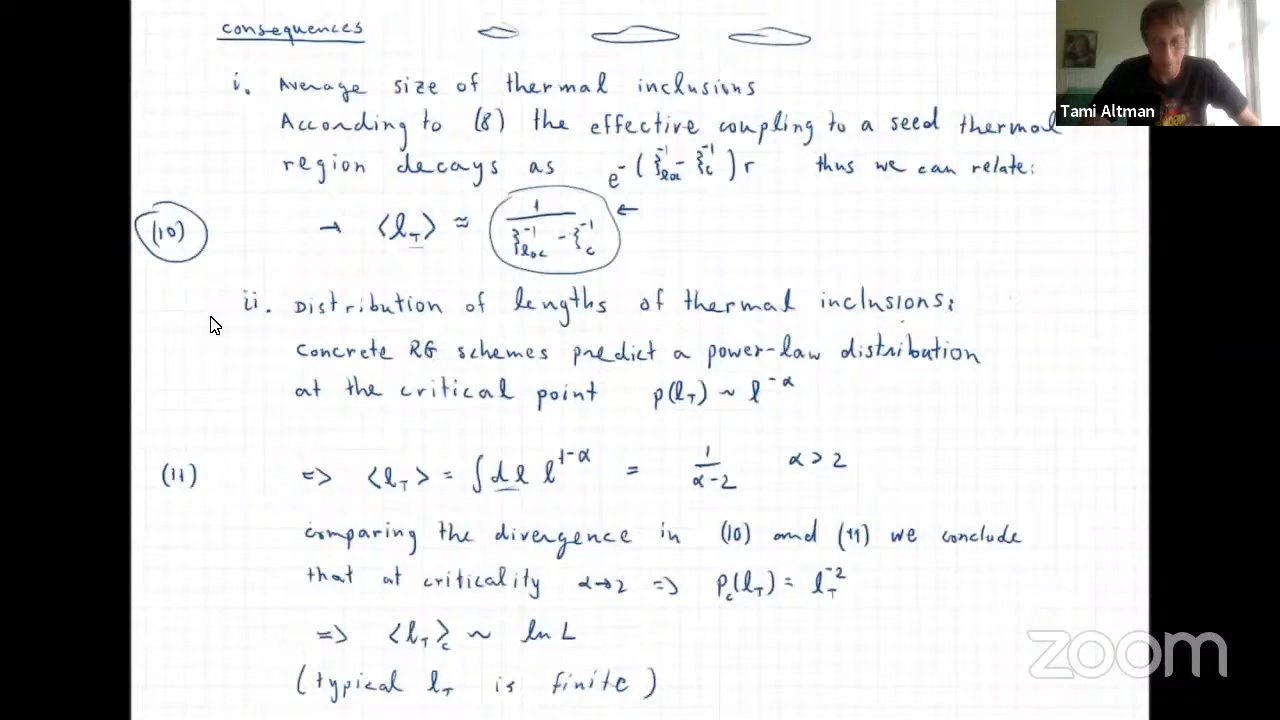 consequences
Tami Altman
i. Average size of thermal inclusions
According to (8) the effective coupling to a seed thermal
region decays as e^-(ξ_loc^-1 - ξ_c^-1)r thus we can relate:
(10) → <l_T> ≈ 1/(ξ_loc^-1 - ξ_c^-1) ←
ii. Distribution of lengths of thermal inclusions:
concrete RG schemes predict a power-law distribution
at the critical point p(l_T) ~ l^-α
(11) => <l_T> = ∫dl l^1-α = 1/(α-2) α > 2
comparing the divergence in (10) and (11) we conclude
that at criticality α→2 => P_c(l_T) = l_T^-2
=> <l_T>_c ~ ln L
(typical l_T is finite)
zoom